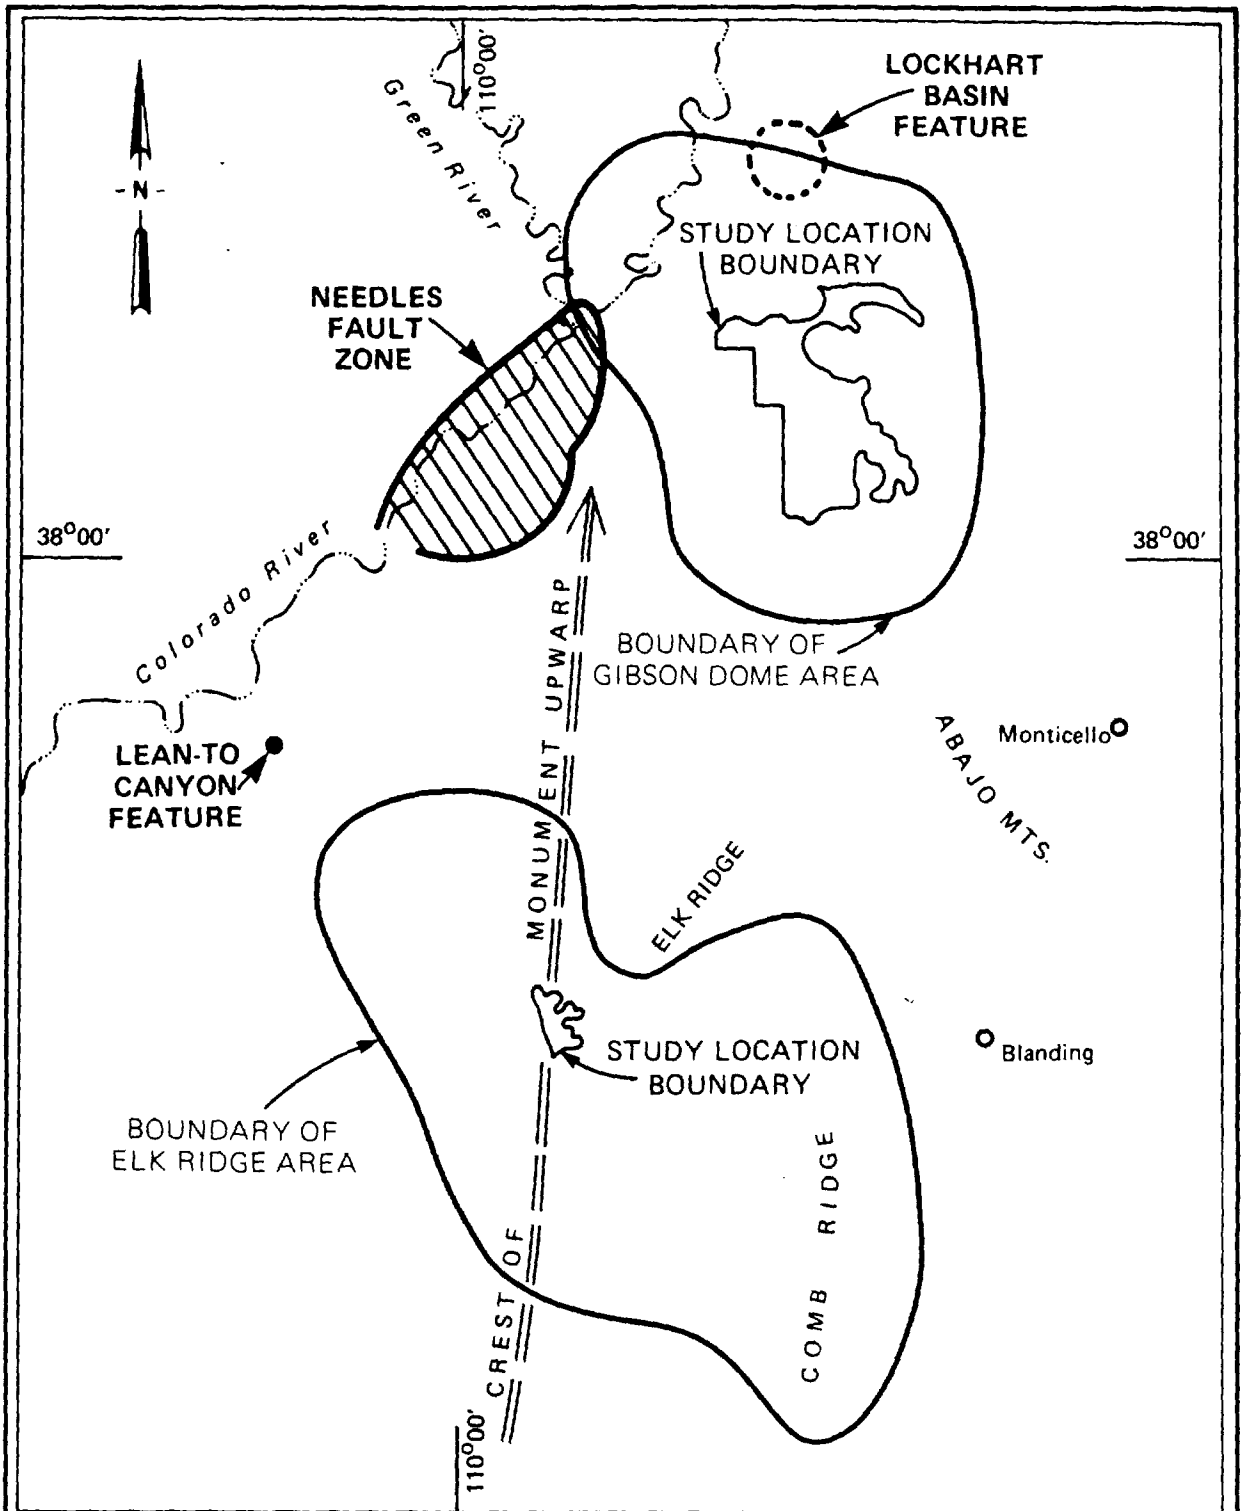 110°00'
Green River
LOCKHART
BASIN
FEATURE
- N -
STUDY LOCATION
BOUNDARY
NEEDLES
FAULT
ZONE
38°00'
38°00'
Colorado River
BOUNDARY OF
GIBSON DOME AREA
CREST OF MONUMENT UPWARP
ABAJO MTS.
Monticello
LEAN-TO
CANYON
FEATURE
ELK RIDGE
STUDY LOCATION
BOUNDARY
Blanding
BOUNDARY OF
ELK RIDGE AREA
COMB RIDGE
110°00'